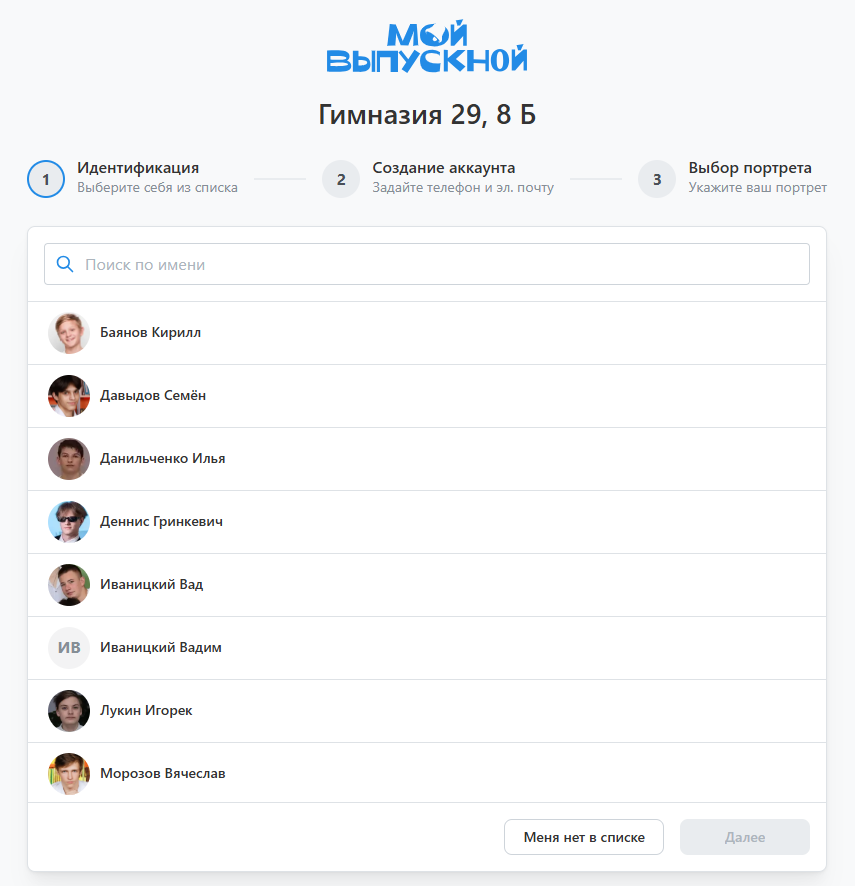 МОЙ
ВЫПУСКНОЙ
Гимназия 29, 8 Б
1 Идентификация
Выберите себя из списка
2 Создание аккаунта
Задайте телефон и эл. почту
3 Выбор портрета
Укажите ваш портрет
Поиск по имени
Баянов Кирилл
Давыдов Семён
Данильченко Илья
Деннис Гринкевич
Иваницкий Вад
ИВ Иваницкий Вадим
Лукин Игорек
Морозов Вячеслав
Меня нет в списке
Далее